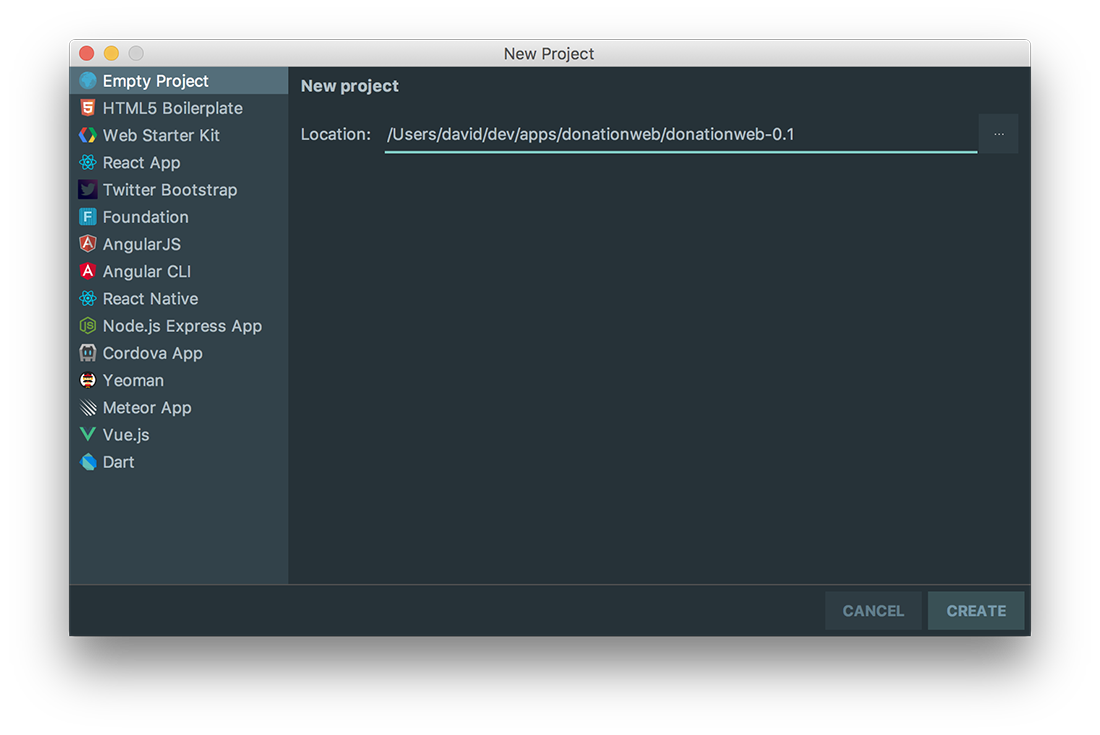 New Project
Empty Project
HTML5 Boilerplate
Web Starter Kit
React App
Twitter Bootstrap
Foundation
AngularJS
Angular CLI
React Native
Node.js Express App
Cordova App
Yeoman
Meteor App
Vue.js
Dart
New project
Location: /Users/david/dev/apps/donationweb/donationweb-0.1 ...
CANCEL CREATE